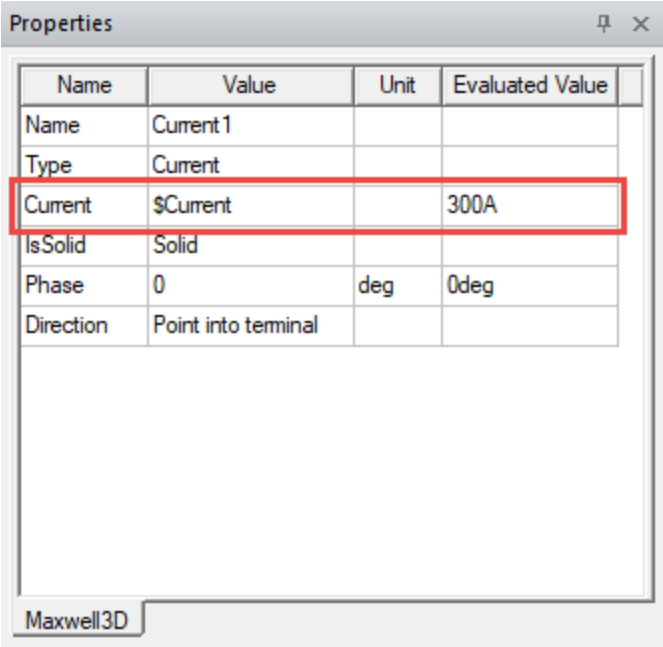 Properties
Name Value Unit Evaluated Value
Name Current1
Type Current
Current $Current 300A
IsSolid Solid
Phase 0 deg 0deg
Direction Point into terminal
Maxwell3D